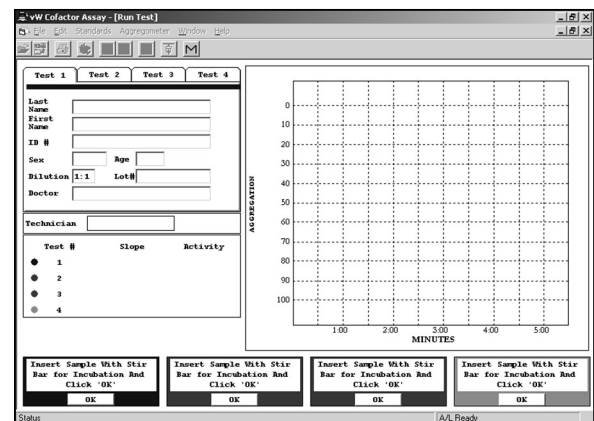 vW Cofactor Assay - [Run Test]
File Edit Standards Aggregometer Window Help
M
Test 1 Test 2 Test 3 Test 4
Last Name
First Name
ID #
Sex Age
Dilution 1:1 Lot#
Doctor
Technician
Test # Slope Activity
1
2
3
4
AGGREGATION
0
10
20
30
40
50
60
70
80
90
100
1:00 2:00 3:00 4:00 5:00
MINUTES
Insert Sample With Stir
Bar for Incubation And
Click 'OK'
OK
Insert Sample With Stir
Bar for Incubation And
Click 'OK'
OK
Insert Sample With Stir
Bar for Incubation And
Click 'OK'
OK
Insert Sample With Stir
Bar for Incubation And
Click 'OK'
OK
Status A/L Ready